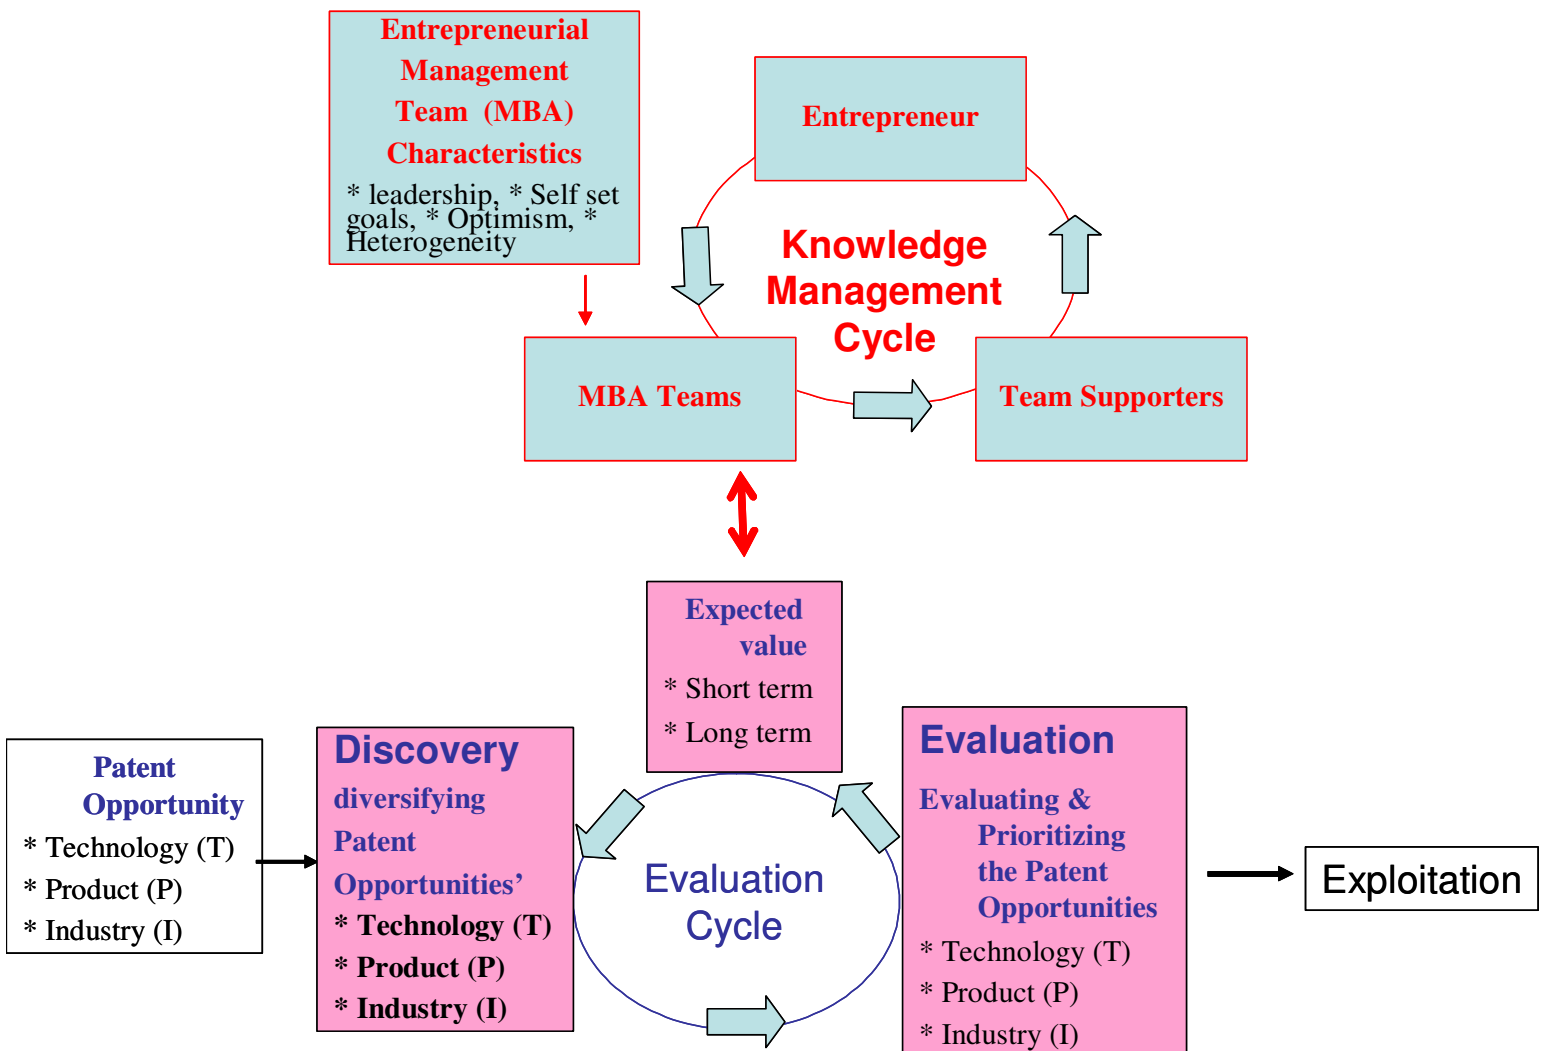 Entrepreneurial
Management
Team (MBA)
Characteristics
* leadership, * Self set
goals, * Optimism, *
Heterogeneity
Entrepreneur
Knowledge
Management
Cycle
MBA Teams
Team Supporters
Expected
value
* Short term
* Long term
Patent
Opportunity
* Technology (T)
* Product (P)
* Industry (I)
Discovery
diversifying
Patent
Opportunities’
* Technology (T)
* Product (P)
* Industry (I)
Evaluation
Cycle
Evaluation
Evaluating &
Prioritizing
the Patent
Opportunities
* Technology (T)
* Product (P)
* Industry (I)
Exploitation